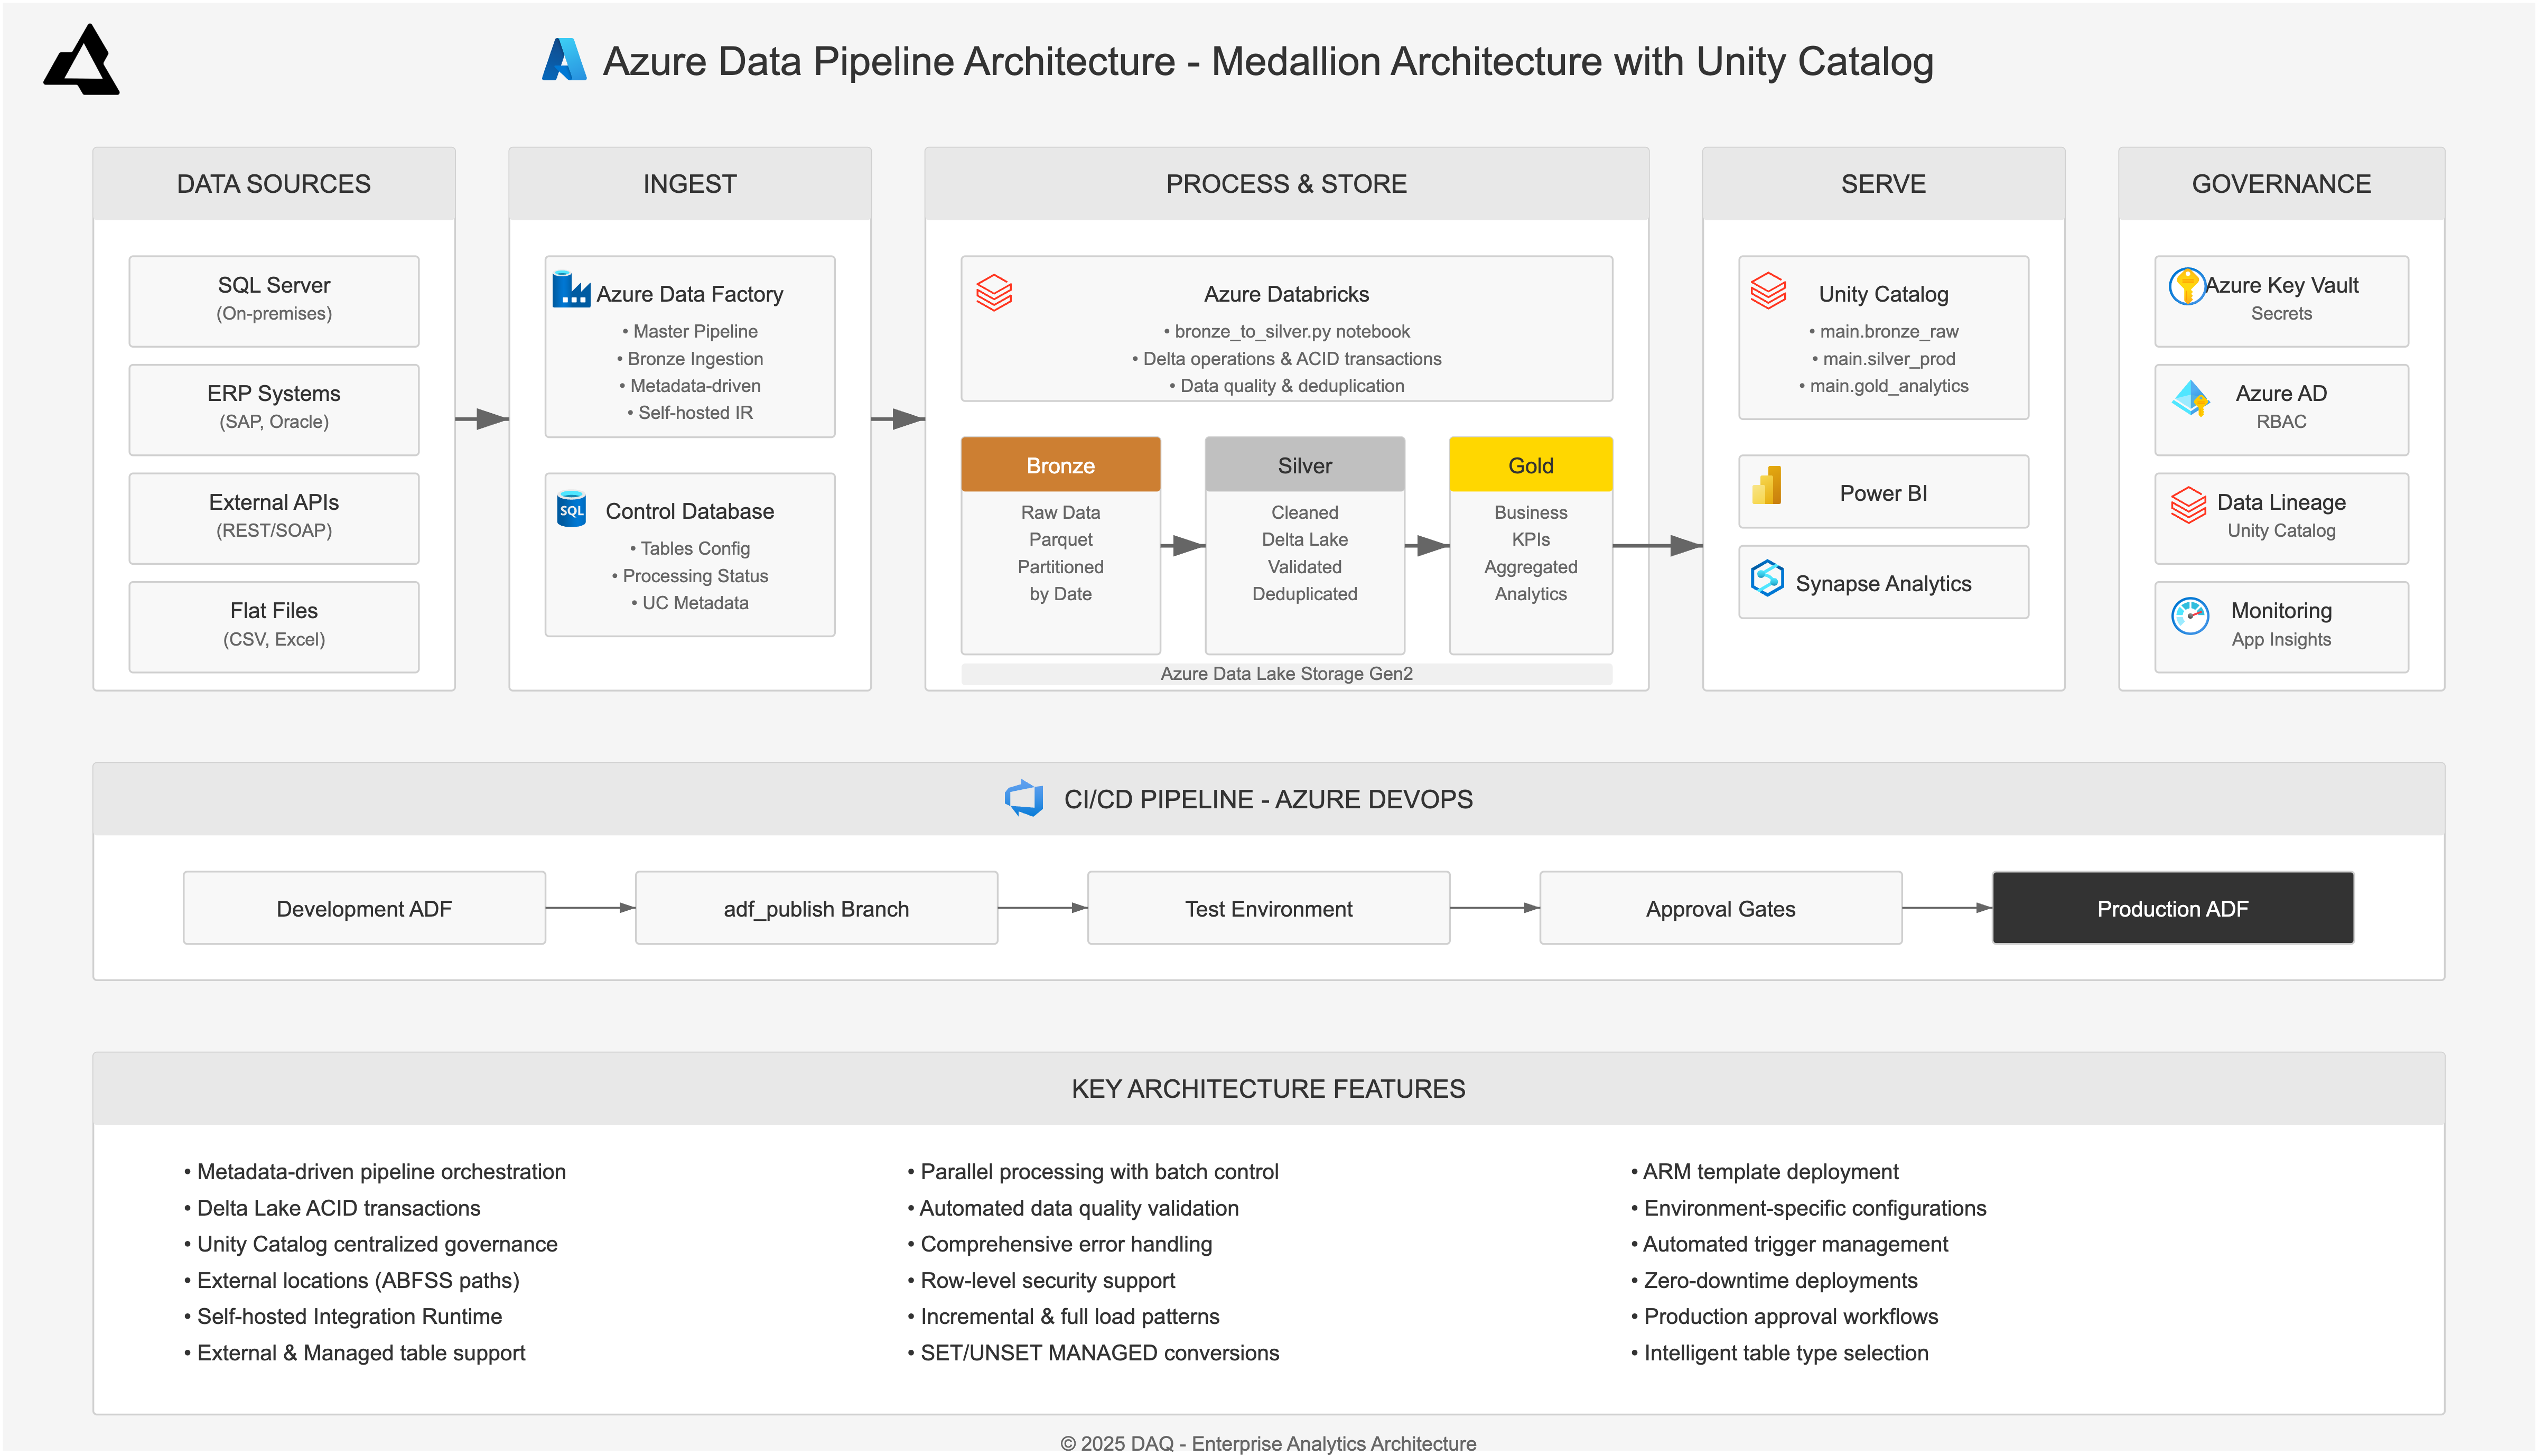 Azure Data Pipeline Architecture - Medallion Architecture with Unity Catalog
DATA SOURCES
SQL Server
(On-premises)
ERP Systems
(SAP, Oracle)
External APIs
(REST/SOAP)
Flat Files
(CSV, Excel)
INGEST
Azure Data Factory
• Master Pipeline
• Bronze Ingestion
• Metadata-driven
• Self-hosted IR
SQL
Control Database
• Tables Config
• Processing Status
• UC Metadata
PROCESS & STORE
Azure Databricks
• bronze_to_silver.py notebook
• Delta operations & ACID transactions
• Data quality & deduplication
Bronze
Raw Data
Parquet
Partitioned
by Date
Silver
Cleaned
Delta Lake
Validated
Deduplicated
Gold
Business
KPIs
Aggregated
Analytics
Azure Data Lake Storage Gen2
SERVE
Unity Catalog
• main.bronze_raw
• main.silver_prod
• main.gold_analytics
Power BI
Synapse Analytics
GOVERNANCE
Azure Key Vault
Secrets
Azure AD
RBAC
Data Lineage
Unity Catalog
Monitoring
App Insights
CI/CD PIPELINE - AZURE DEVOPS
Development ADF
adf_publish Branch
Test Environment
Approval Gates
Production ADF
KEY ARCHITECTURE FEATURES
• Metadata-driven pipeline orchestration
• Delta Lake ACID transactions
• Unity Catalog centralized governance
• External locations (ABFSS paths)
• Self-hosted Integration Runtime
• External & Managed table support
• Parallel processing with batch control
• Automated data quality validation
• Comprehensive error handling
• Row-level security support
• Incremental & full load patterns
• SET/UNSET MANAGED conversions
• ARM template deployment
• Environment-specific configurations
• Automated trigger management
• Zero-downtime deployments
• Production approval workflows
• Intelligent table type selection
© 2025 DAQ - Enterprise Analytics Architecture